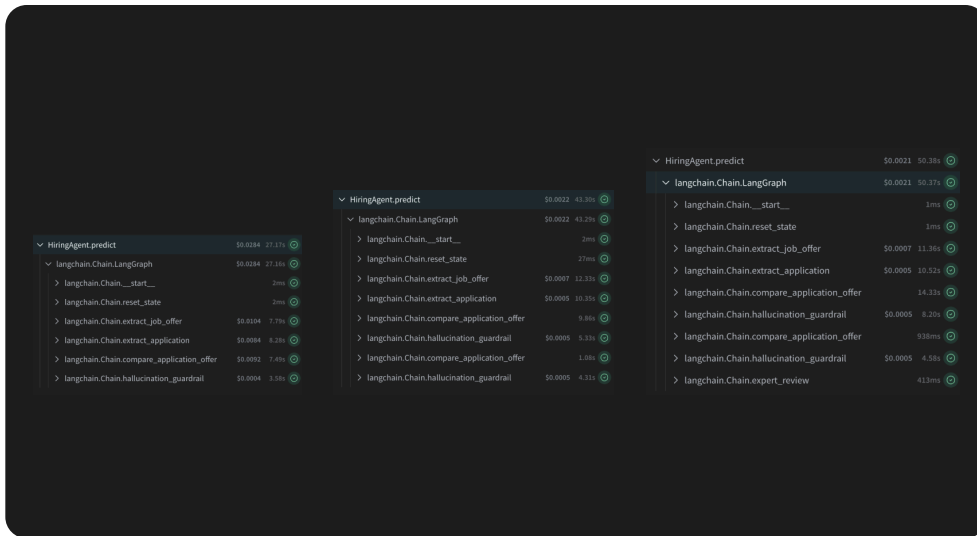 HiringAgent.predict $0.0284 27.17s
langchain.Chain.LangGraph $0.0284 27.16s
langchain.Chain.__start__ 2ms
langchain.Chain.reset_state 2ms
langchain.Chain.extract_job_offer $0.0104 7.79s
langchain.Chain.extract_application $0.0084 8.28s
langchain.Chain.compare_application_offer $0.0092 7.49s
langchain.Chain.hallucination_guardrail $0.0004 3.58s
HiringAgent.predict $0.0022 43.30s
langchain.Chain.LangGraph $0.0022 43.29s
langchain.Chain.__start__ 2ms
langchain.Chain.reset_state 27ms
langchain.Chain.extract_job_offer $0.0007 12.33s
langchain.Chain.extract_application $0.0005 10.35s
langchain.Chain.compare_application_offer 9.86s
langchain.Chain.hallucination_guardrail $0.0005 5.33s
langchain.Chain.compare_application_offer 1.08s
langchain.Chain.hallucination_guardrail $0.0005 4.31s
HiringAgent.predict $0.0021 50.38s
langchain.Chain.LangGraph $0.0021 50.37s
langchain.Chain.__start__ 1ms
langchain.Chain.reset_state 1ms
langchain.Chain.extract_job_offer $0.0007 11.36s
langchain.Chain.extract_application $0.0005 10.52s
langchain.Chain.compare_application_offer 14.33s
langchain.Chain.hallucination_guardrail $0.0005 8.20s
langchain.Chain.compare_application_offer 938ms
langchain.Chain.hallucination_guardrail $0.0005 4.58s
langchain.Chain.expert_review 413ms